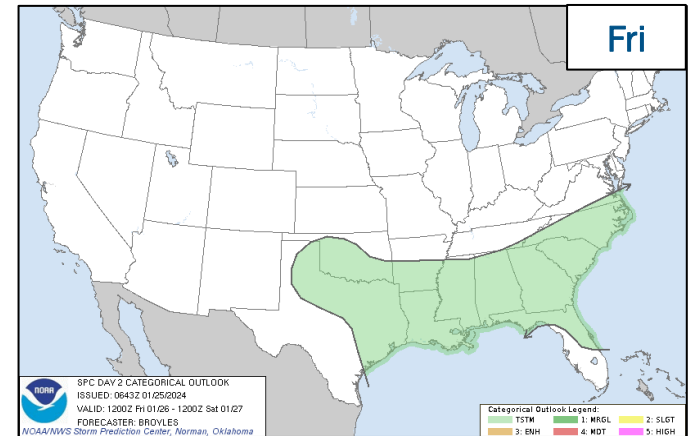 Fri
NOAA
SPC DAY 2 CATEGORICAL OUTLOOK
ISSUED: 0643Z 01/25/2024
VALID: 1200Z Fri 01/26 - 1200Z Sat 01/27
FORECASTER: BROYLES
NOAA/NWS Storm Prediction Center, Norman, Oklahoma
Categorical Outlook Legend:
TSTM 1: MRGL 2: SLGT
3: ENH 4: MDT 5: HIGH